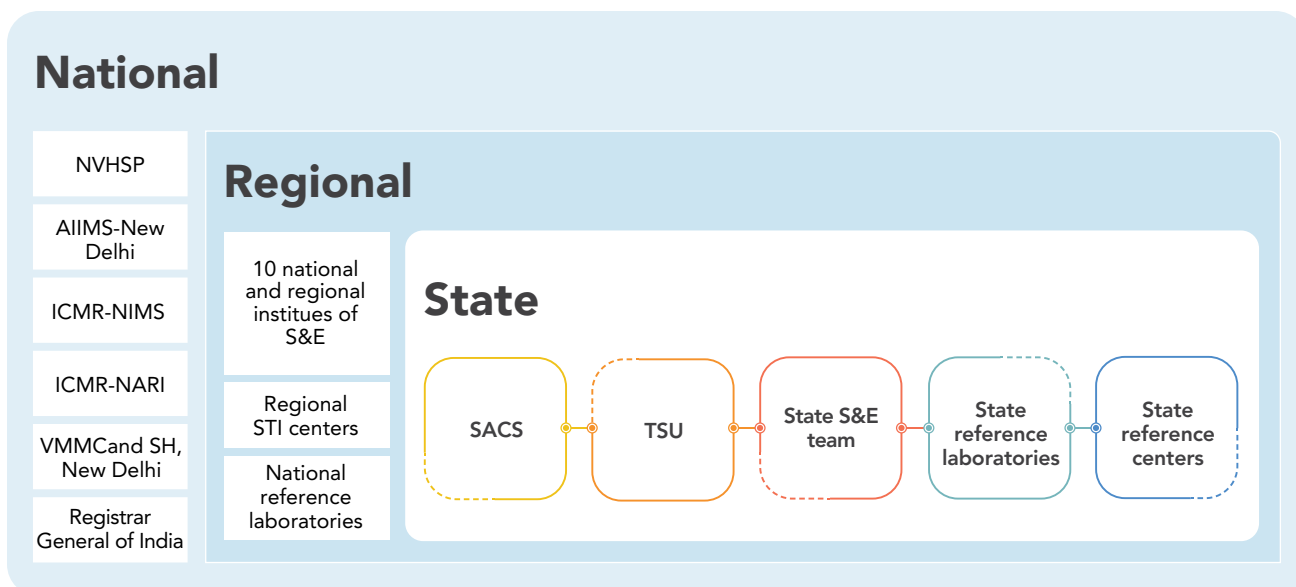 National
NVHSP
AIIMS-New
Delhi
ICMR-NIMS
ICMR-NARI
VMMCand SH,
New Delhi
Registrar
General of India
Regional
10 national
and regional
institues of
S&E
Regional
STI centers
National
reference
laboratories
State
SACS
TSU
State S&E
team
State
reference
laboratories
State
reference
centers